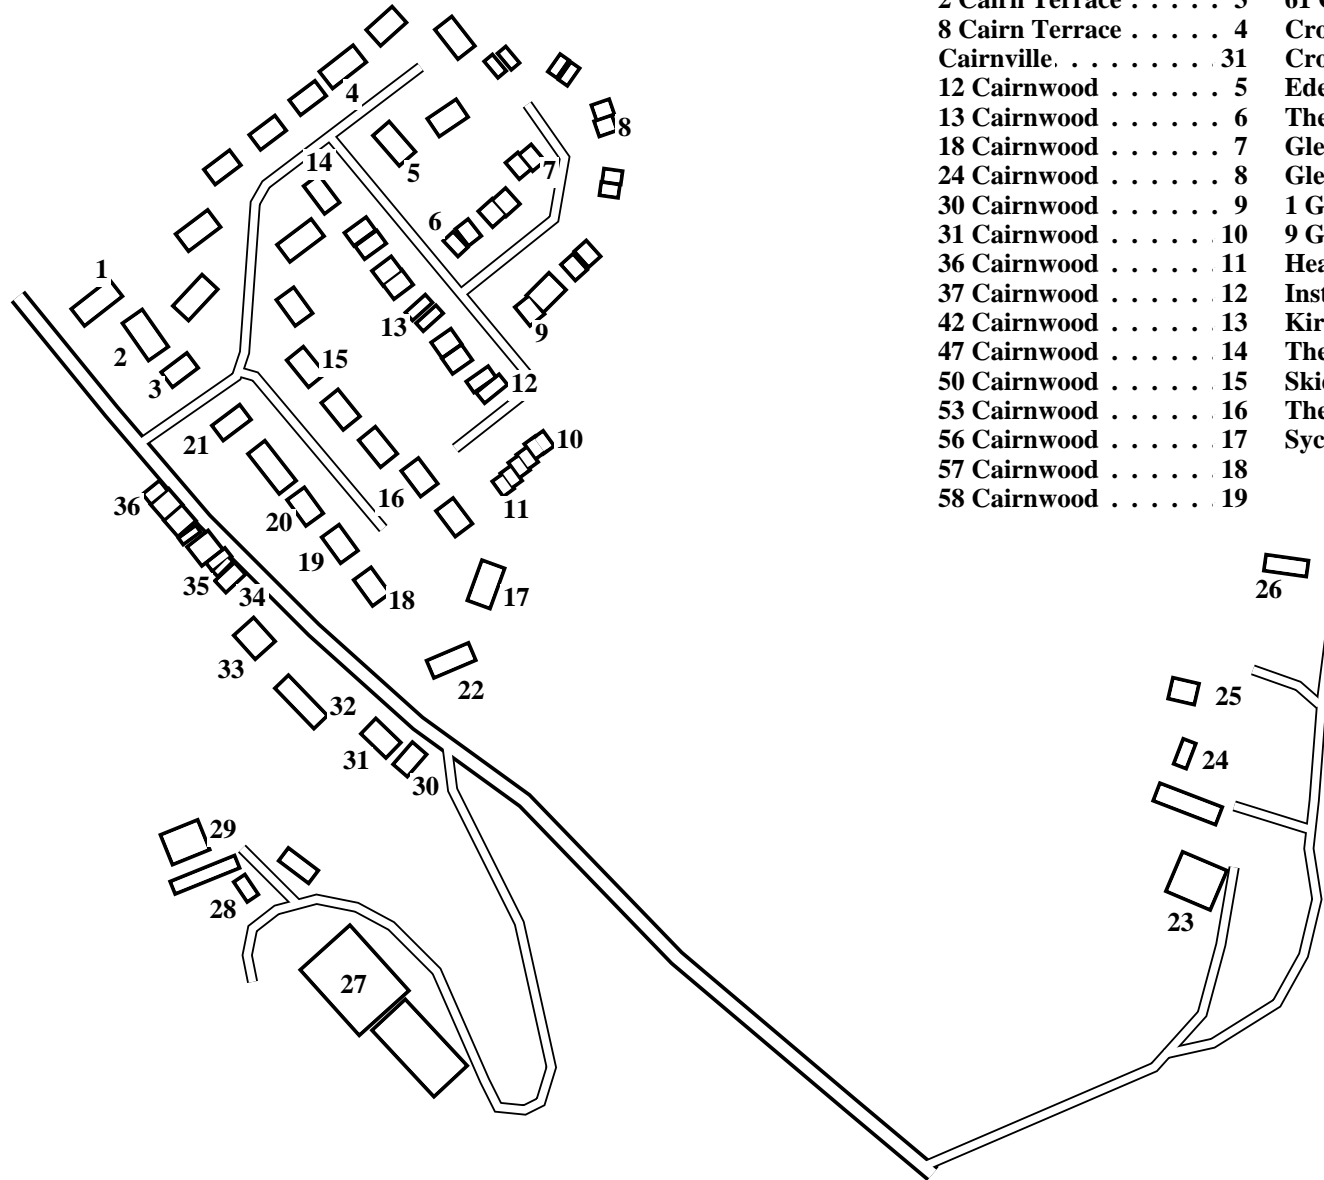 2 Cairn Terrace . . . . . 3
8 Cairn Terrace . . . . . 4
Cairnville. . . . . . . . . 31
12 Cairnwood . . . . . . 5
13 Cairnwood . . . . . . 6
18 Cairnwood . . . . . . 7
24 Cairnwood . . . . . . 8
30 Cairnwood . . . . . . 9
31 Cairnwood . . . . . . 10
36 Cairnwood . . . . . . 11
37 Cairnwood . . . . . . 12
42 Cairnwood . . . . . . 13
47 Cairnwood . . . . . . 14
50 Cairnwood . . . . . . 15
53 Cairnwood . . . . . . 16
56 Cairnwood . . . . . . 17
57 Cairnwood . . . . . . 18
58 Cairnwood . . . . . . 19
61
Cro
Cro
Ede
The
Gle
Gle
1 G
9 G
Hea
Inst
Kir
The
Ski
The
Syc
4
8
14
5
7
6
1
13
9
2
3
15
12
21
10
16
36
20
11
19
35
34
18
17
26
33
22
25
32
31
30
24
29
28
23
27